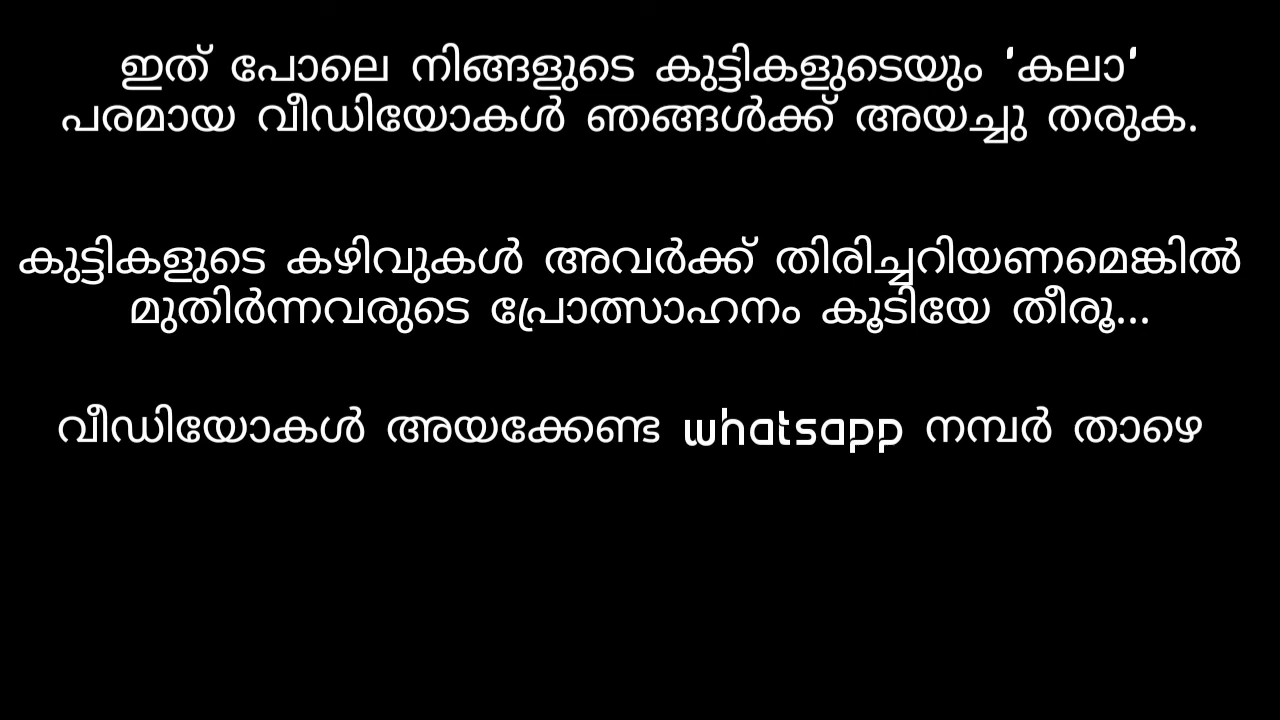 ഇത് പോലെ നിങ്ങളുടെ കുട്ടികളുടെയും 'കലാ'
പരമായ വീഡിയോകൾ ഞങ്ങൾക്ക് അയച്ചു തരുക.
കുട്ടികളുടെ കഴിവുകൾ അവർക്ക് തിരിച്ചറിയണമെങ്കിൽ
മുതിർന്നവരുടെ പ്രോത്സാഹനം കൂടിയേ തീരൂ...
വീഡിയോകൾ അയക്കേണ്ട whatsapp നമ്പർ താഴെ